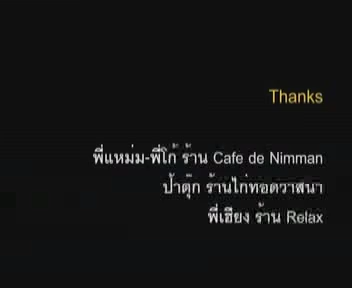 Thanks
พี่แหม่ม-พี่โก้ ร้าน Cafe de Nimman
ป้าตุ๊ก ร้านไก่ทอดวาสนา
พี่เฮียง ร้าน Relax